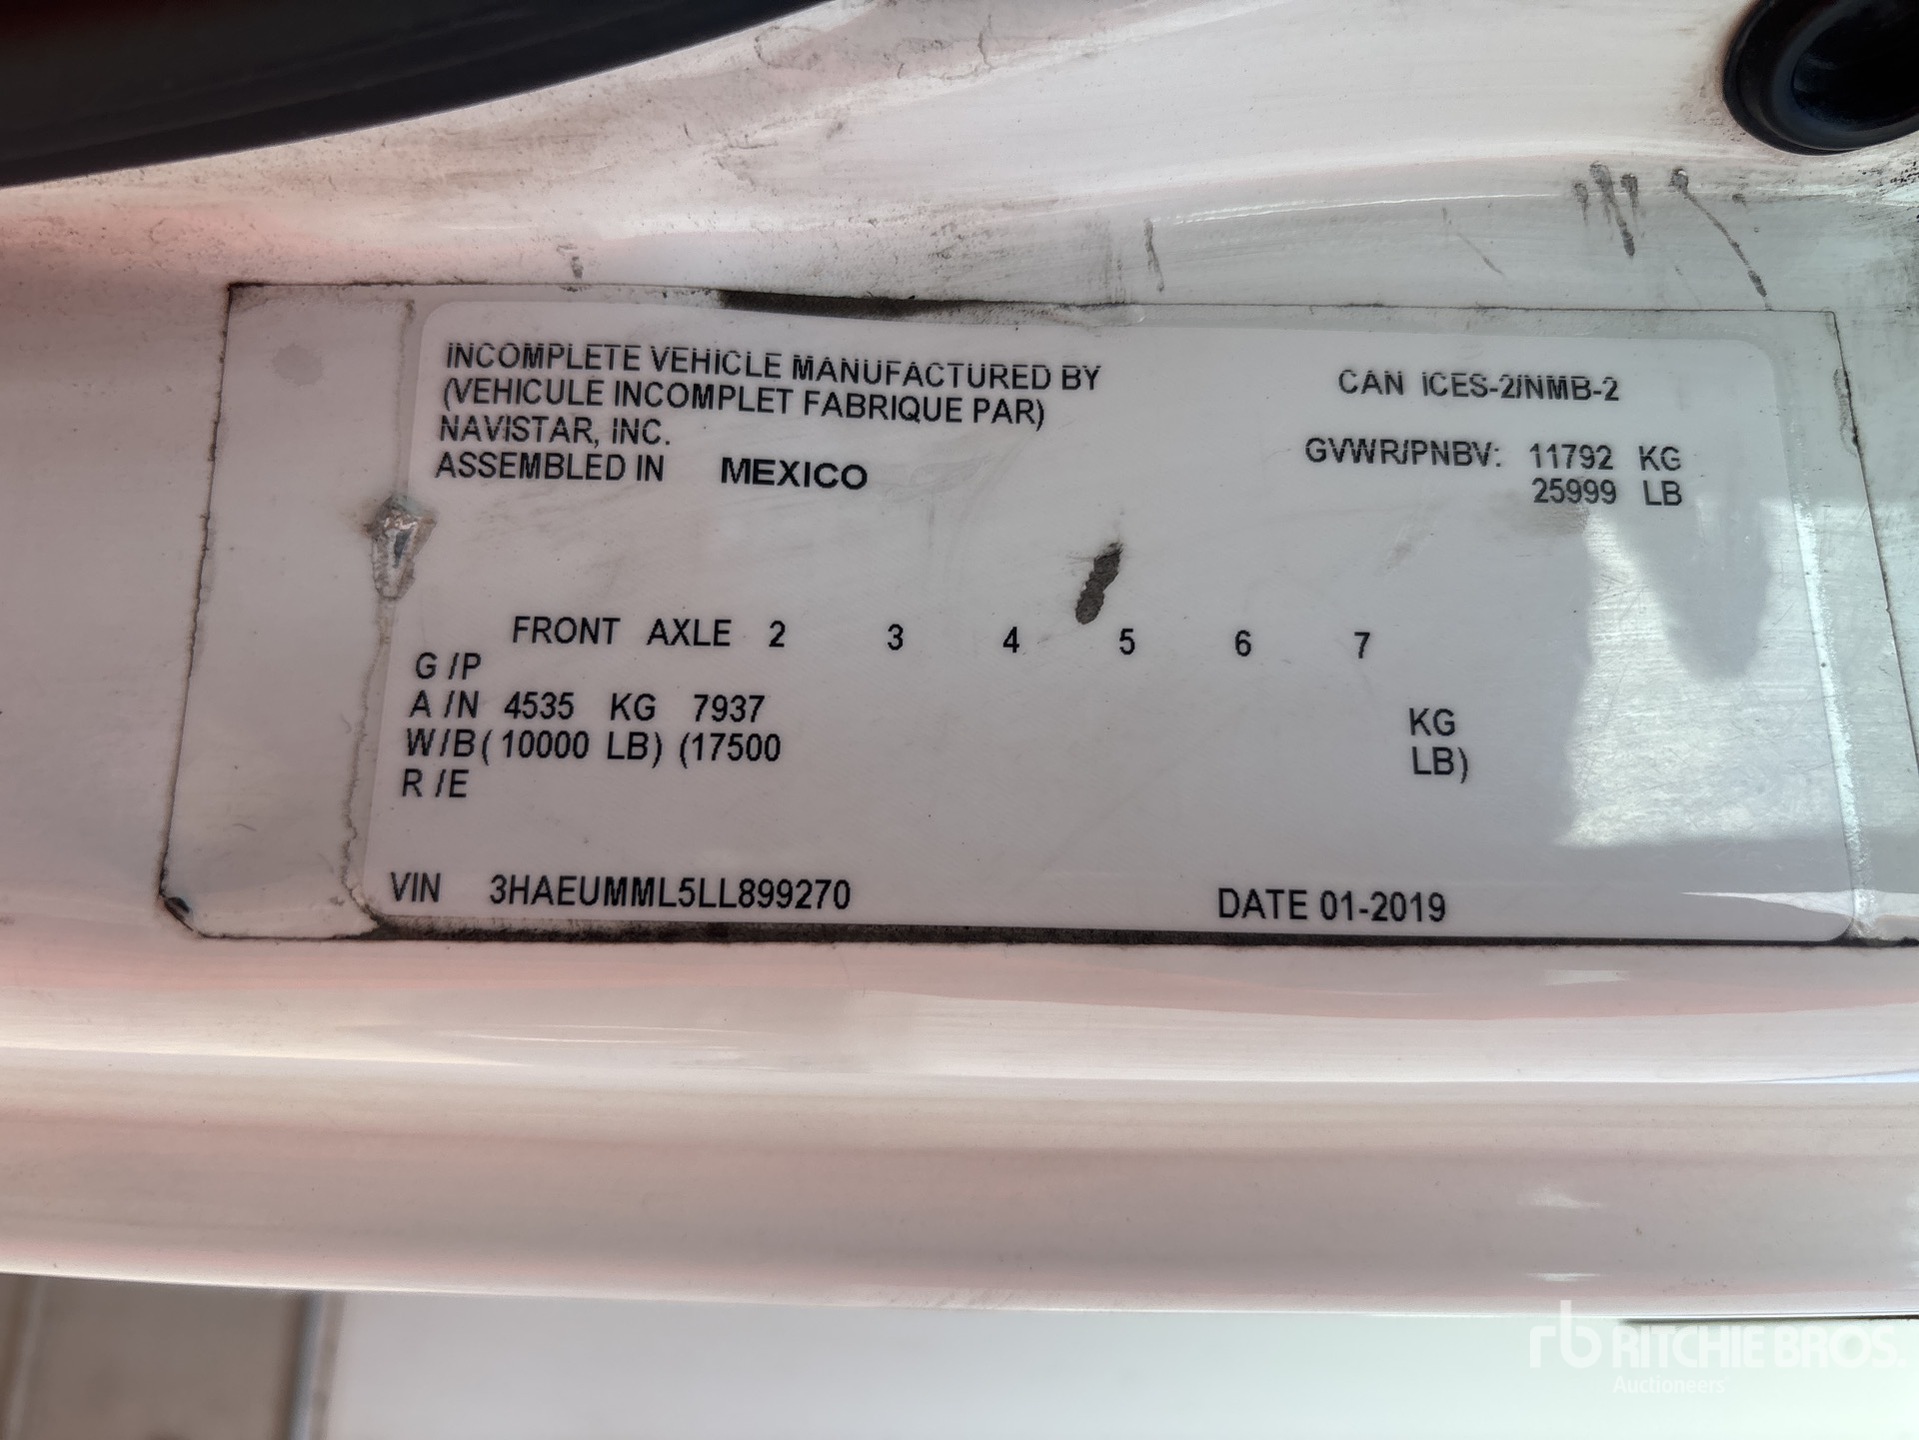 INCOMPLETE VEHICLE MANUFACTURED BY
(VEHICULE INCOMPLET FABRIQUE PAR)
NAVISTAR, INC.
ASSEMBLED IN MEXICO
CAN ICES-2/NMB-2
GVWR/PNBV: 11792 KG
25999 LB
FRONT AXLE 2 3 4 5 6 7
G /P
A /N 4535 KG 7937 KG
W/B ( 10000 LB) (17500 LB)
R /E
VIN 3HAEUMML5LL899270 DATE 01-2019
rb RITCHIE BROS.
Auctioneers